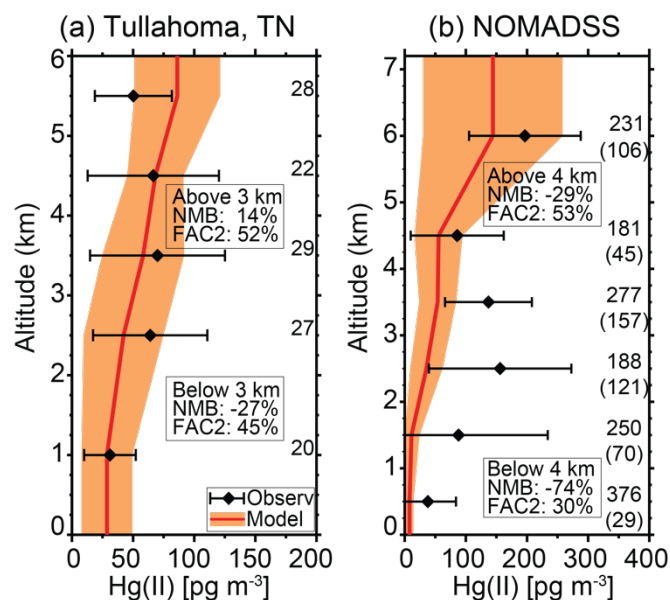 (a) Tullahoma, TN
(b) NOMADSS
Altitude (km)
6
5
4
3
2
1
0
28
22
29
27
20
Above 3 km
NMB: 14%
FAC2: 52%
Below 3 km
NMB: -27%
FAC2: 45%
Observ
Model
0 50 100 150 200
Hg(II) [pg m⁻³]
Altitude (km)
7
6
5
4
3
2
1
0
231
(106)
181
(45)
277
(157)
188
(121)
250
(70)
376
(29)
Above 4 km
NMB: -29%
FAC2: 53%
Below 4 km
NMB: -74%
FAC2: 30%
0 100 200 300 400
Hg(II) [pg m⁻³]